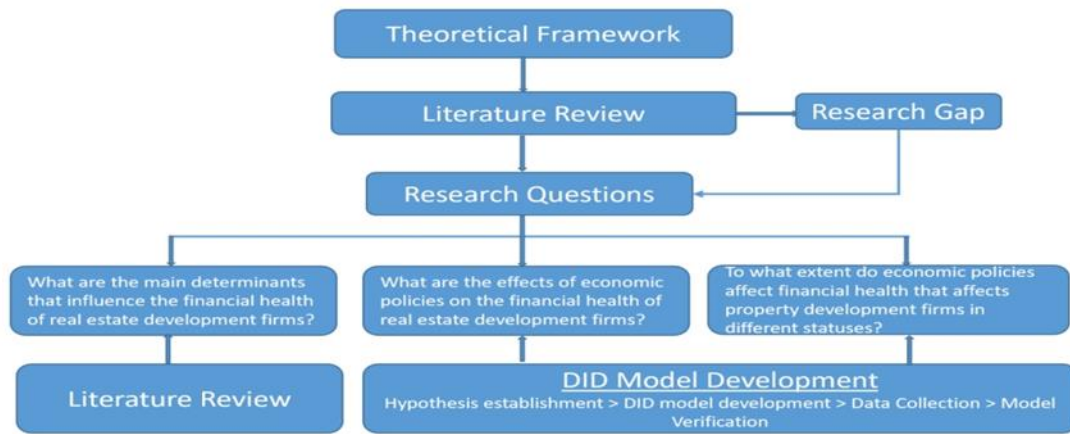 Theoretical Framework
Literature Review
Research Gap
Research Questions
What are the main determinants
that influence the financial health
of real estate development firms?
What are the effects of economic
policies on the financial health of
real estate development firms?
To what extent do economic policies
affect financial health that affects
property development firms in
different statuses?
Literature Review
DID Model Development
Hypothesis establishment > DID model development > Data Collection > Model
Verification